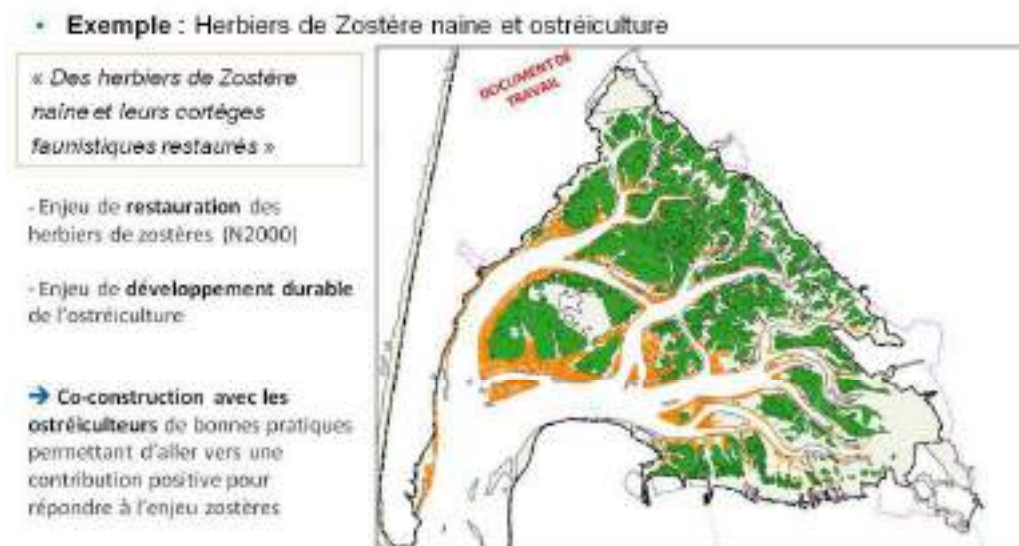 • Exemple : Herbiers de Zostère naine et ostréiculture
« Des herbiers de Zostère
naine et leurs cortèges
faunistiques restaurés »
- Enjeu de restauration des
herbiers de zostères (N2000)
- Enjeu de développement durable
de l'ostréiculture
→ Co-construction avec les
ostréiculteurs de bonnes pratiques
permettant d'aller vers une
contribution positive pour
répondre à l'enjeu zostères
DOCUMENT DE
TRAVAIL